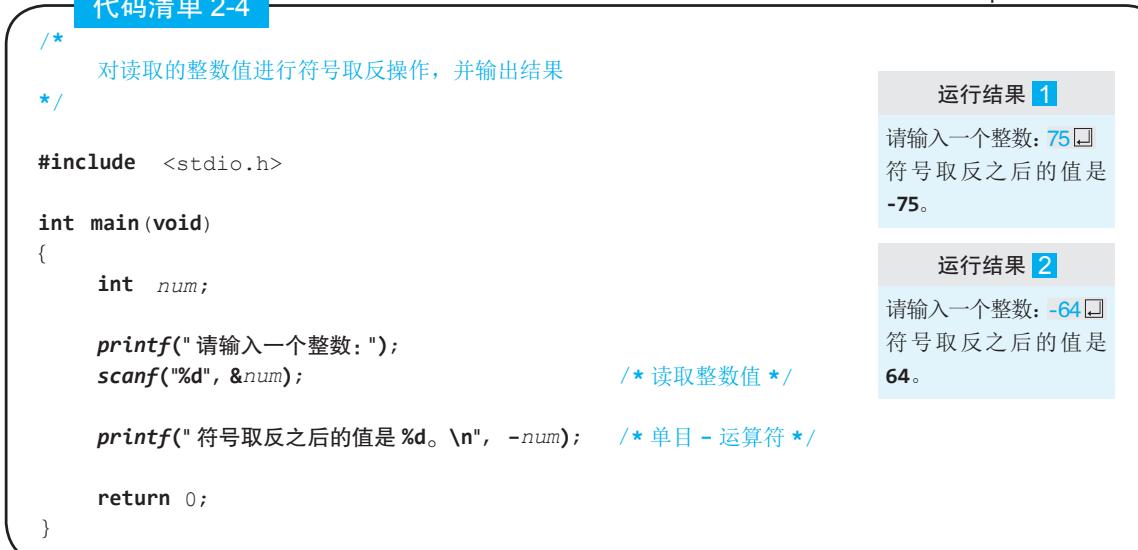 代码清单 2-4
/*
对读取的整数值进行符号取反操作，并输出结果
*/
#include <stdio.h>
int main(void)
{
int num;
printf("请输入一个整数：");
scanf("%d", &num); /* 读取整数值 */
printf("符号取反之后的值是%d。\n", -num); /* 单目 - 运算符 */
return 0;
}
运行结果 1
请输入一个整数：75
符号取反之后的值是
-75。
运行结果 2
请输入一个整数：-64
符号取反之后的值是
64。